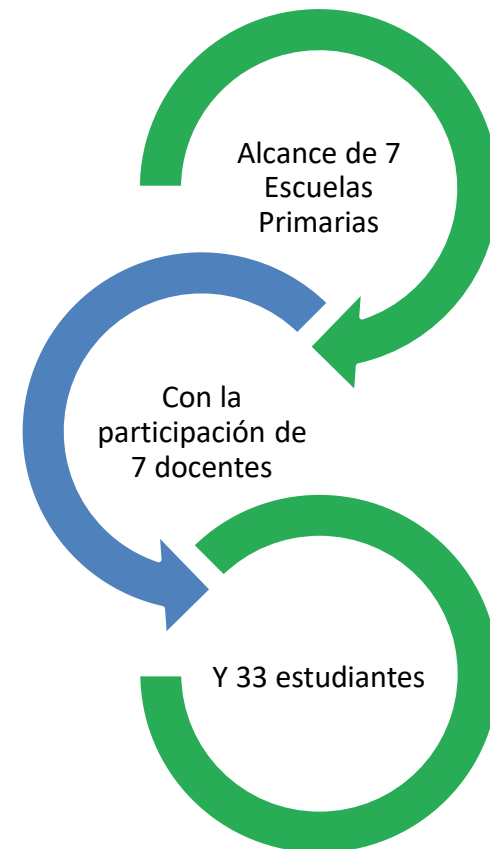 Alcance de 7
Escuelas
Primarias
Con la
participación de
7 docentes
Y 33 estudiantes